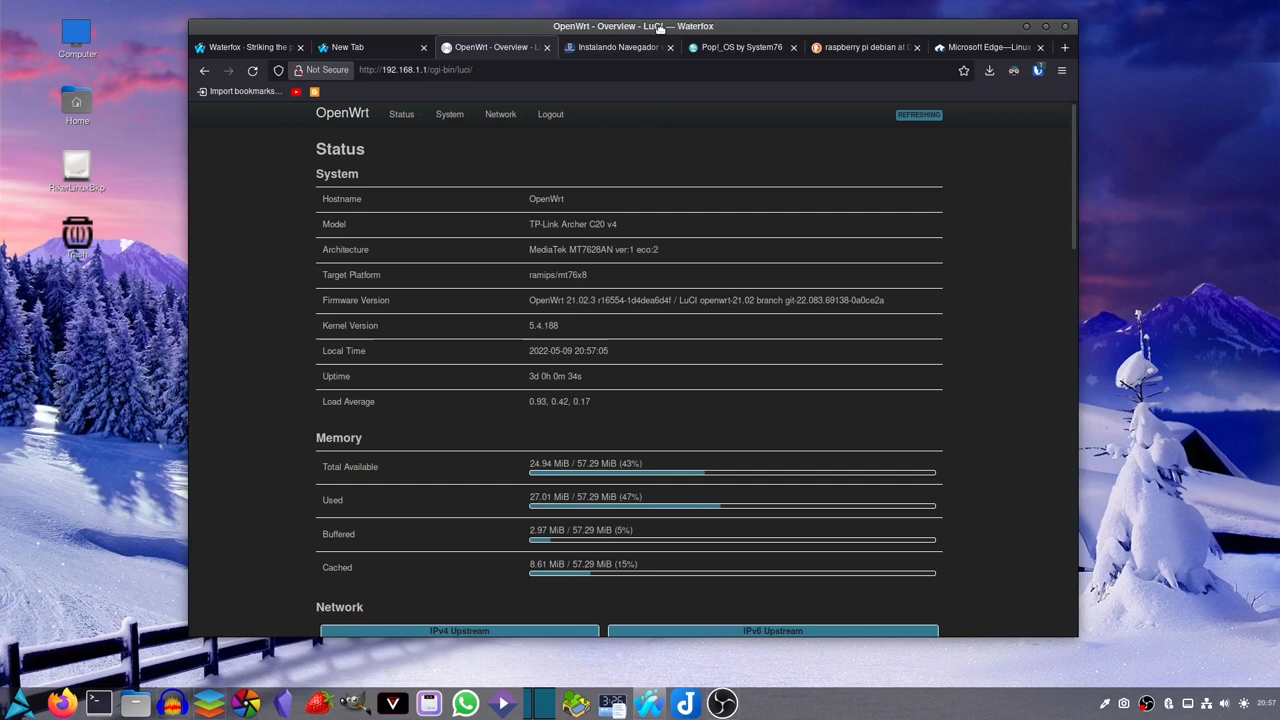 OpenWrt - Overview - LuCI — Waterfox
Waterfox - Striking the p
New Tab
OpenWrt - Overview - L
Instalando Navegador
Pop!_OS by System76
raspberry pi debian at D
Microsoft Edge—Linux
Not Secure
http://192.168.1.1/cgi-bin/luci/
Import bookmarks...
OpenWrt
Status
System
Network
Logout
REFRESHING
Status
System
Hostname
OpenWrt
Model
TP-Link Archer C20 v4
Architecture
MediaTek MT7628AN ver:1 eco:2
Target Platform
ramips/mt76x8
Firmware Version
OpenWrt 21.02.3 r16554-1d4dea6d4f / LuCI openwrt-21.02 branch git-22.083.69138-0a0ce2a
Kernel Version
5.4.188
Local Time
2022-05-09 20:57:05
Uptime
3d 0h 0m 34s
Load Average
0.93, 0.42, 0.17
Memory
Total Available
24.94 MiB / 57.29 MiB (43%)
Used
27.01 MiB / 57.29 MiB (47%)
Buffered
2.97 MiB / 57.29 MiB (5%)
Cached
8.61 MiB / 57.29 MiB (15%)
Network
IPv4 Upstream
IPv6 Upstream
Computer
Home
RikerLinuxBkp
Trash
3:25
20:57